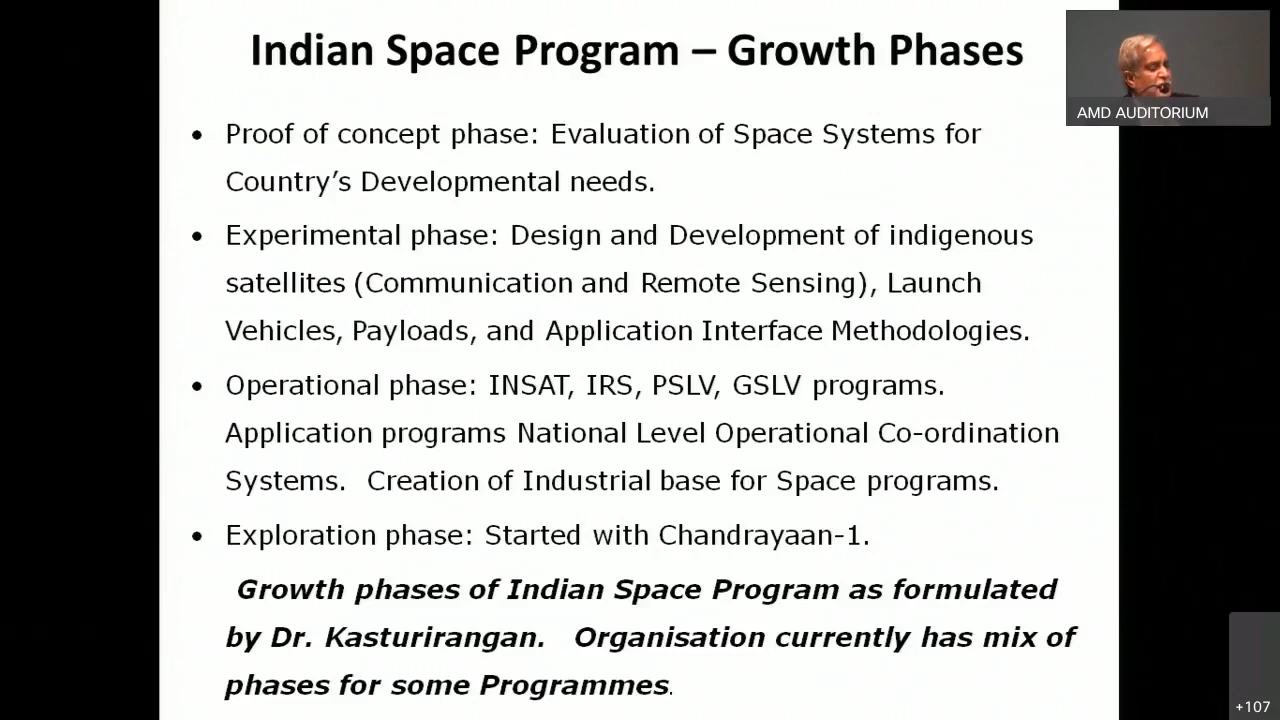 Indian Space Program – Growth Phases
AMD AUDITORIUM
• Proof of concept phase: Evaluation of Space Systems for
Country’s Developmental needs.
• Experimental phase: Design and Development of indigenous
satellites (Communication and Remote Sensing), Launch
Vehicles, Payloads, and Application Interface Methodologies.
• Operational phase: INSAT, IRS, PSLV, GSLV programs.
Application programs National Level Operational Co-ordination
Systems.  Creation of Industrial base for Space programs.
• Exploration phase: Started with Chandrayaan-1.
Growth phases of Indian Space Program as formulated
by Dr. Kasturirangan.   Organisation currently has mix of
phases for some Programmes.
+107